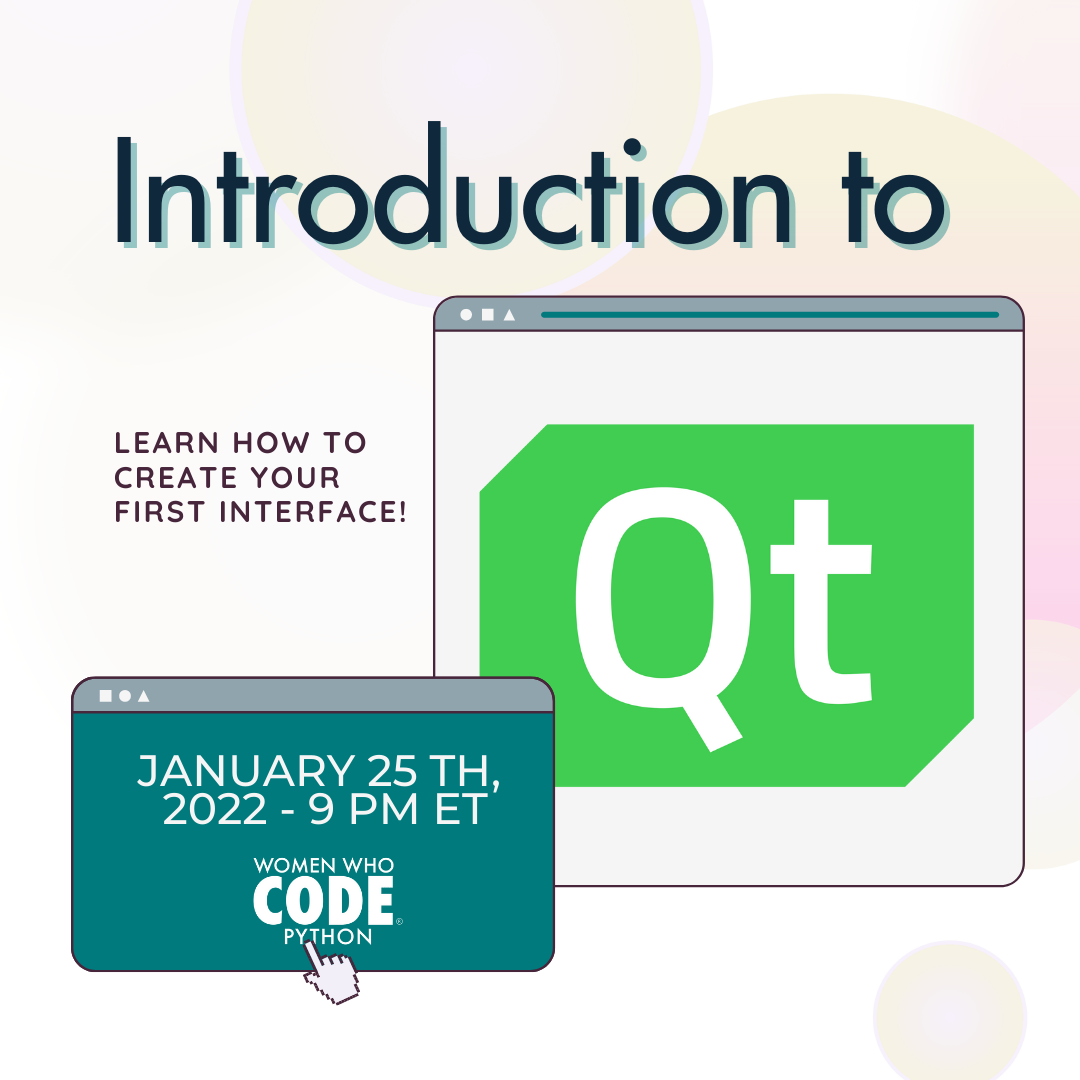 Introduction to
LEARN HOW TO
CREATE YOUR
FIRST INTERFACE!
Qt
JANUARY 25 TH,
2022 - 9 PM ET
WOMEN WHO
CODE®
PYTHON